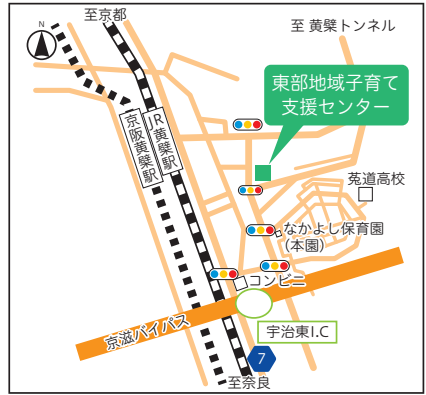 至京都
N
至 黄檗トンネル
東部地域子育て
支援センター
京阪黄檗駅
JR黄檗駅
菟道高校
なかよし保育園
(本園)
コンビニ
京滋バイパス
宇治東I.C
7
至奈良